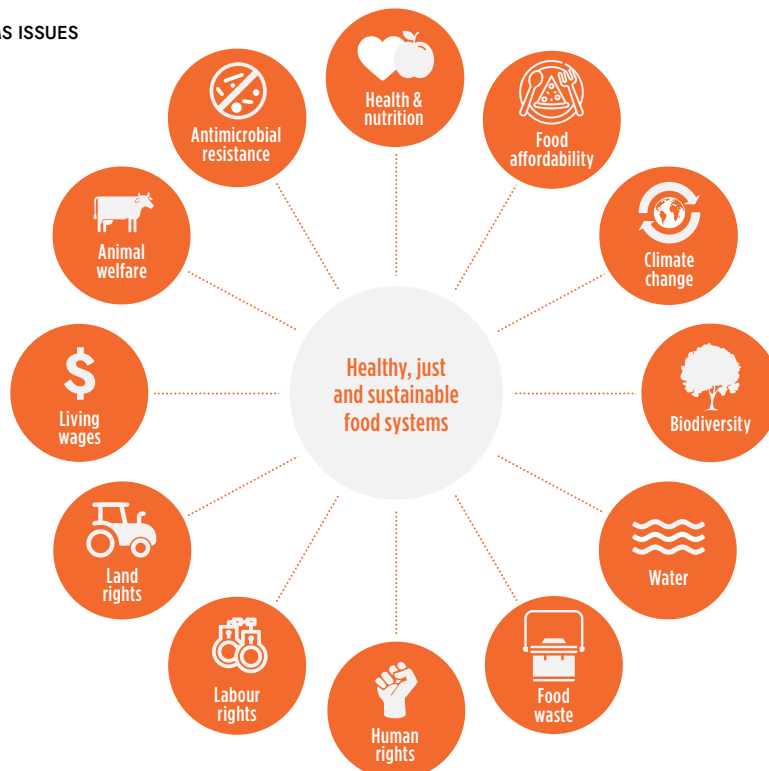 ISSUES
Health &
nutrition
Food
affordability
Climate
change
Biodiversity
Water
Food
waste
Human
rights
Labour
rights
Land
rights
Living
wages
Animal
welfare
Antimicrobial
resistance
Healthy, just
and sustainable
food systems